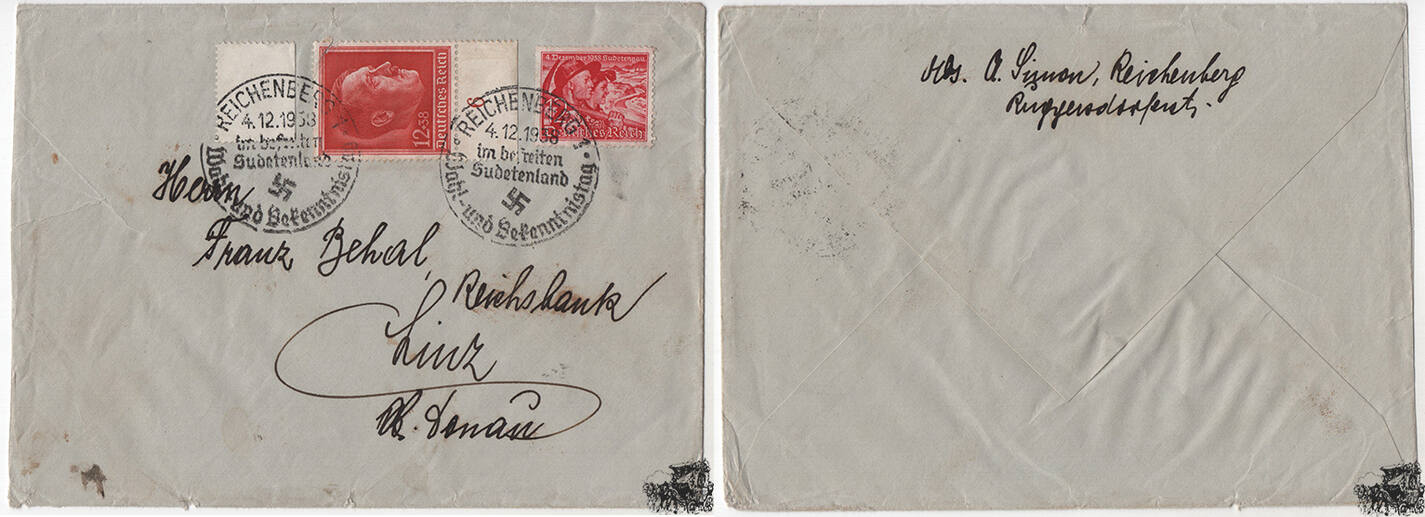 REICHENBERG
4.12.1938
im befreiten
Sudetenland
Wahl- und Bekenntnistag
Deutsches Reich
12+38
REICHENBERG
4.12.1938
im befreiten
Sudetenland
Wahl- und Bekenntnistag
4. Dezember 1938 Sudetengau
Deutsches Reich
Herrn
Franz Behal,
Reichsbank
Linz
Donau
Abs. A. Simon, Reichenberg